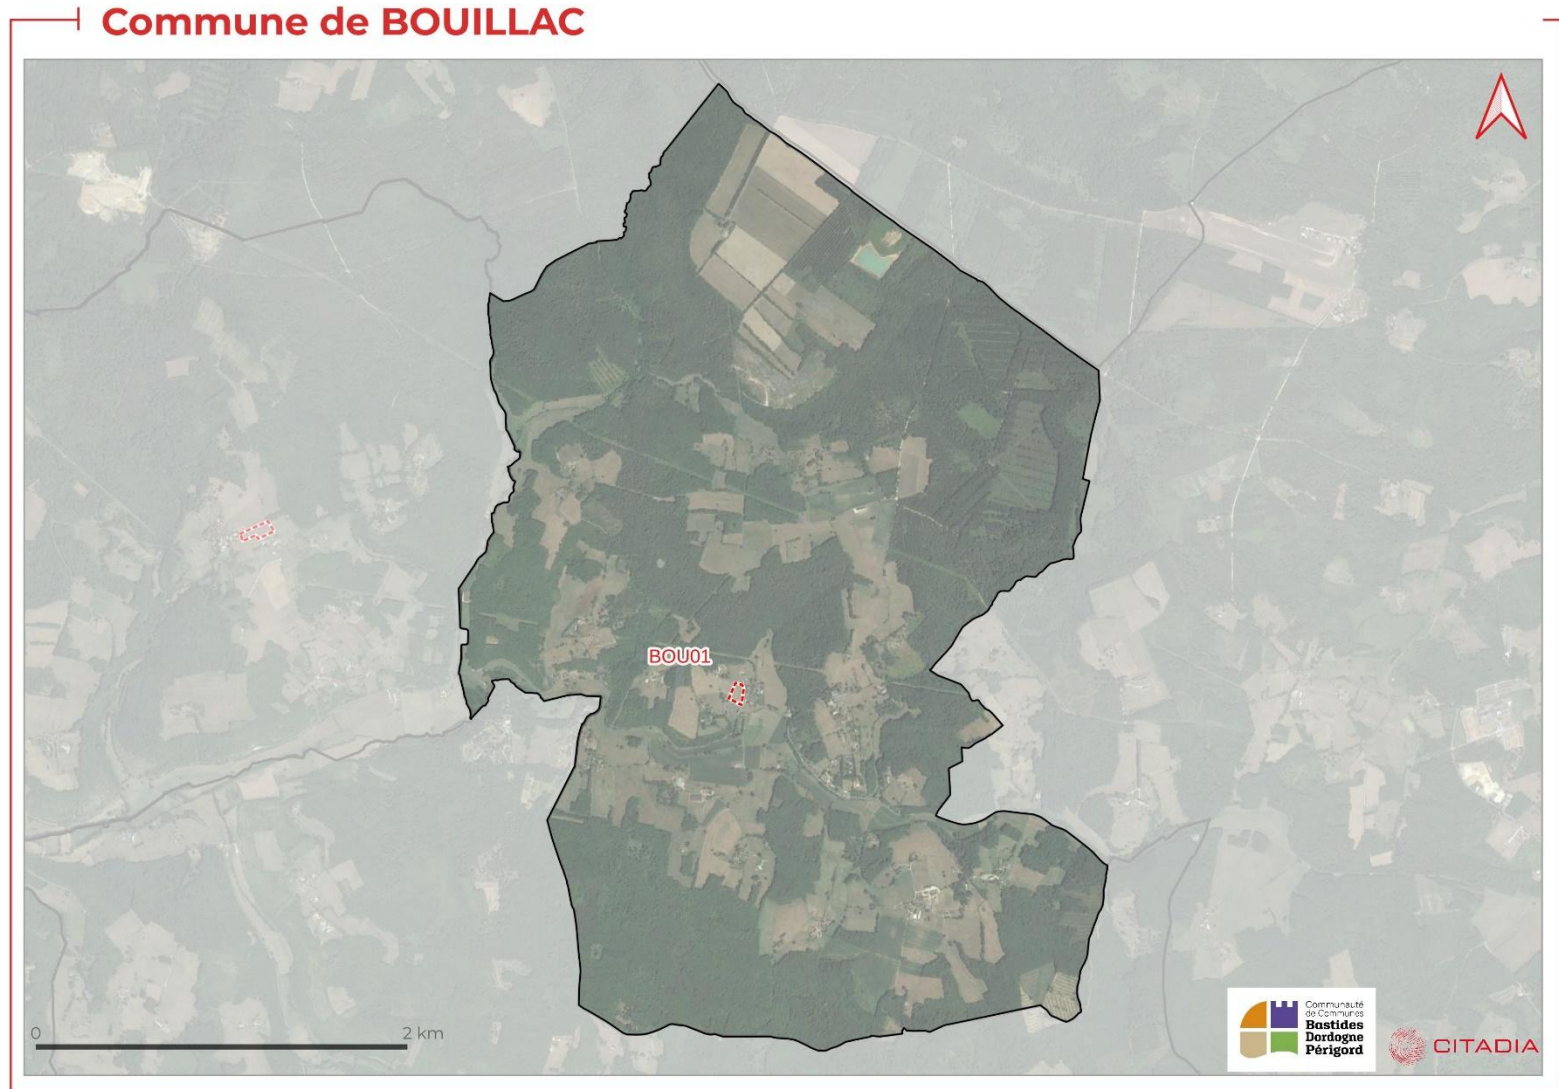 Commune de BOUILLAC
BOU01
0 2 km
Communauté
de Communes
Bastides
Dordogne
Périgord
CITADIA